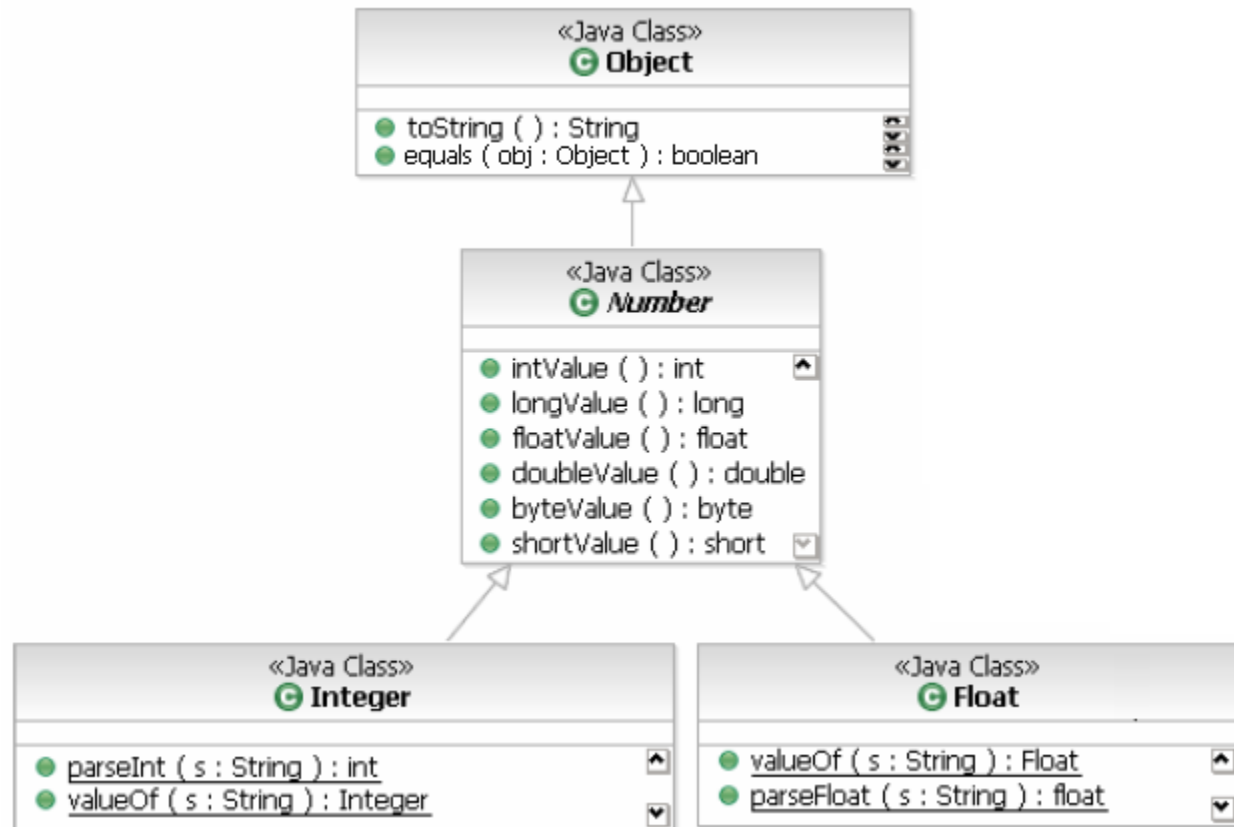 «Java Class»
C Object
toString ( ) : String
equals ( obj : Object ) : boolean
«Java Class»
C Number
intValue ( ) : int
longValue ( ) : long
floatValue ( ) : float
doubleValue ( ) : double
byteValue ( ) : byte
shortValue ( ) : short
«Java Class»
C Integer
parseInt ( s : String ) : int
valueOf ( s : String ) : Integer
«Java Class»
C Float
valueOf ( s : String ) : Float
parseFloat ( s : String ) : float